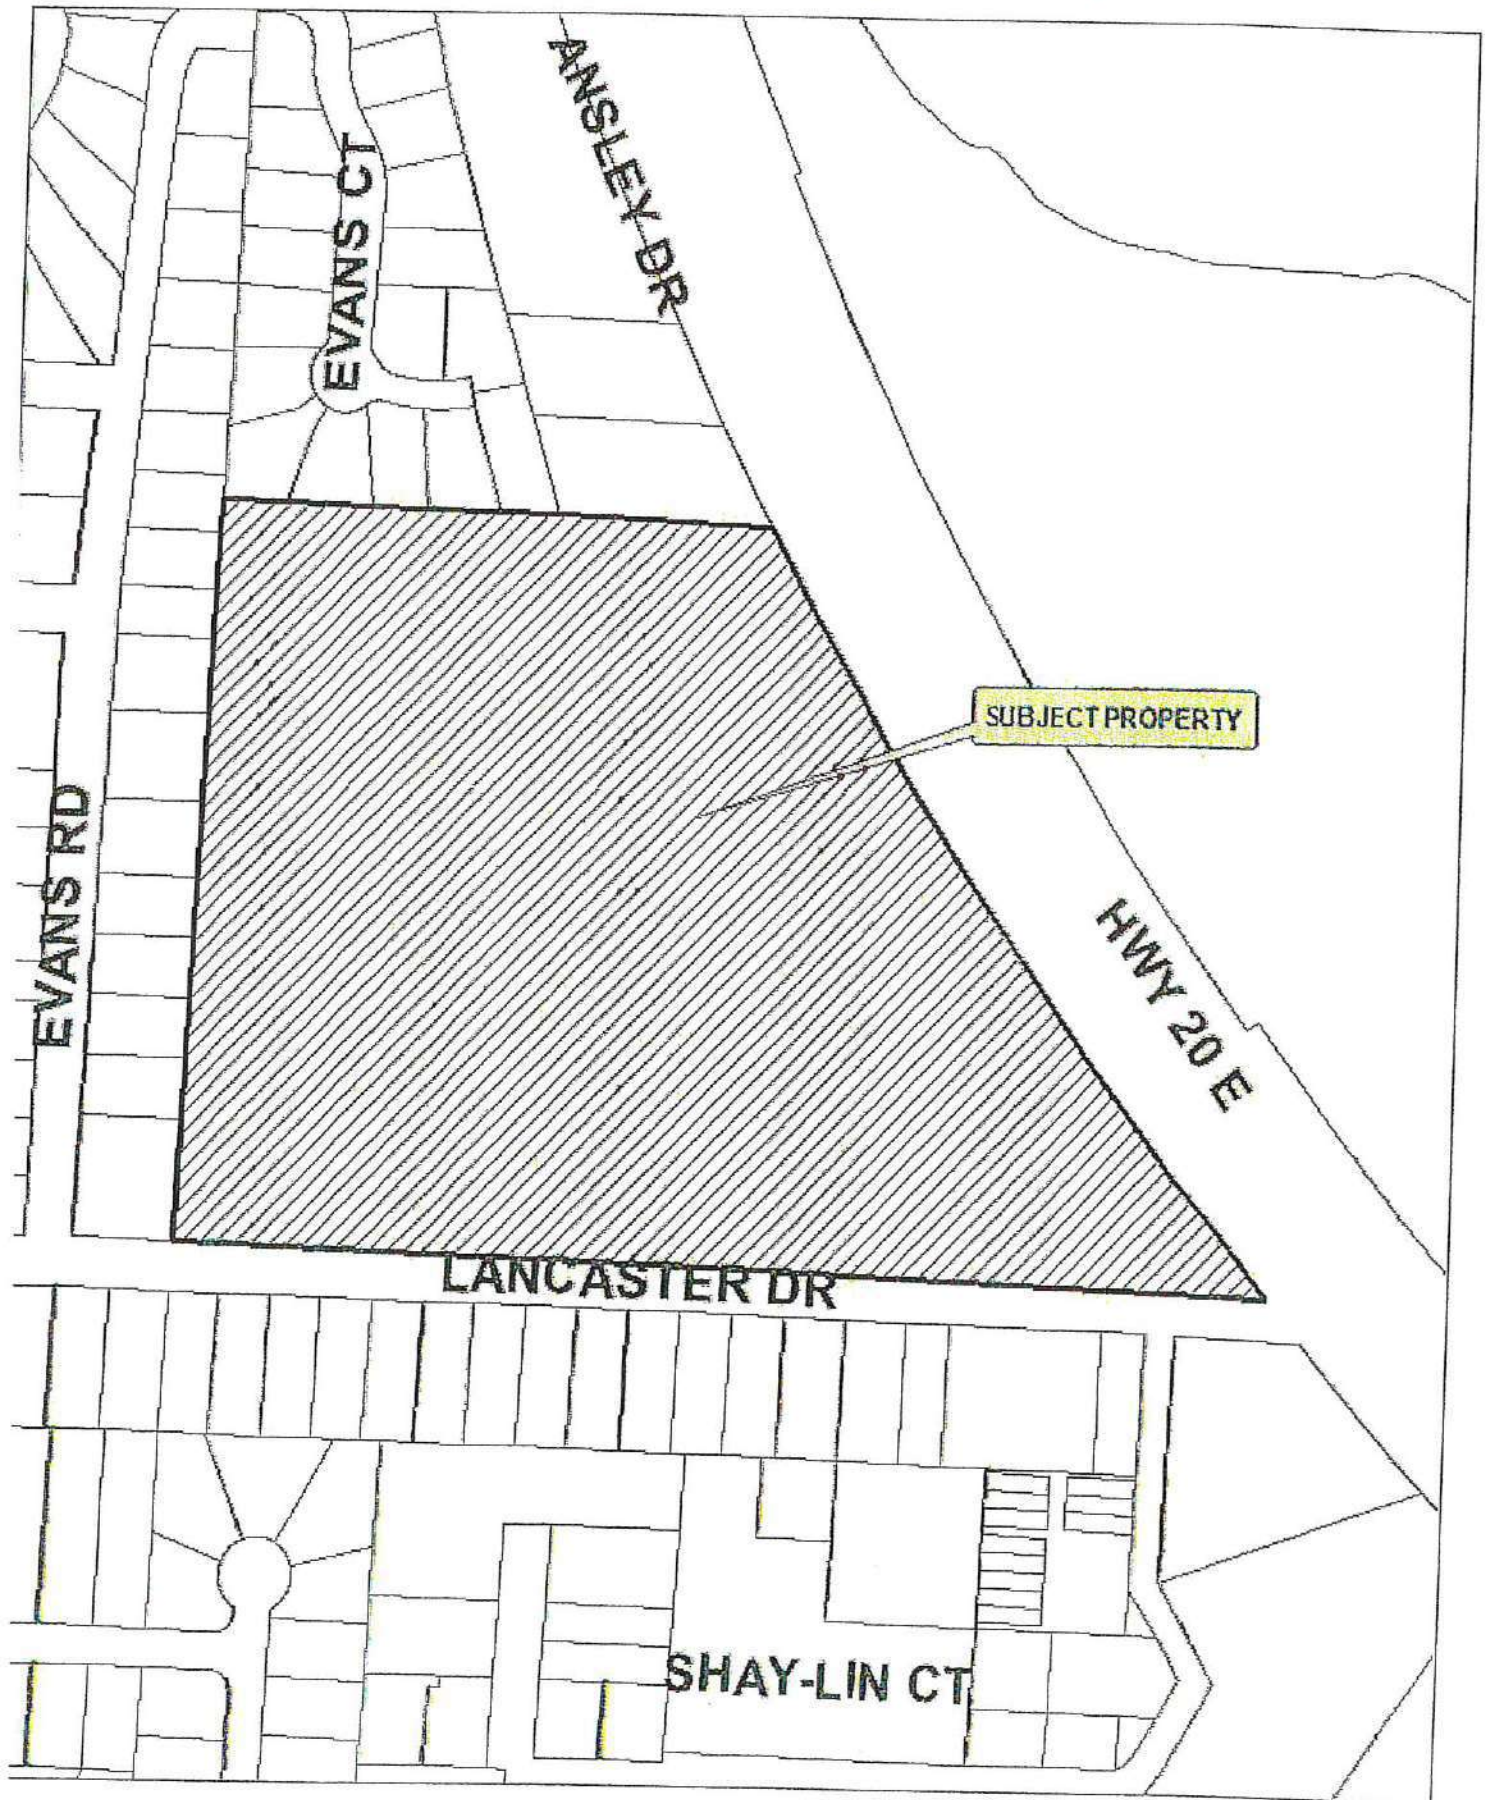 ANSLEY DR
EVANS CT
SUBJECT PROPERTY
EVANS RD
HWY 20 E
LANCASTER DR
SHAY-LIN CT